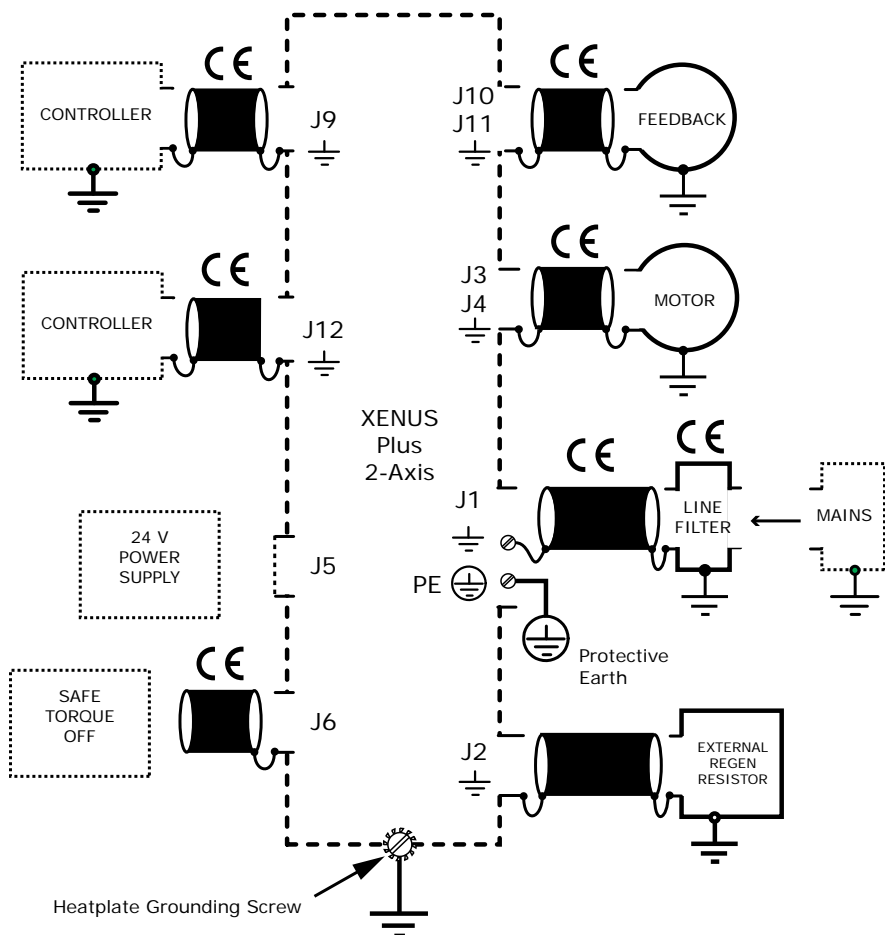 CE
CONTROLLER
J9
CE
J10
J11
FEEDBACK
CE
CONTROLLER
J12
CE
J3
J4
MOTOR
XENUS
Plus
2-Axis
CE
CE
J1
LINE
FILTER
MAINS
24 V
POWER
SUPPLY
J5
PE
Protective
Earth
CE
SAFE
TORQUE
OFF
J6
J2
EXTERNAL
REGEN
RESISTOR
Heatplate Grounding Screw